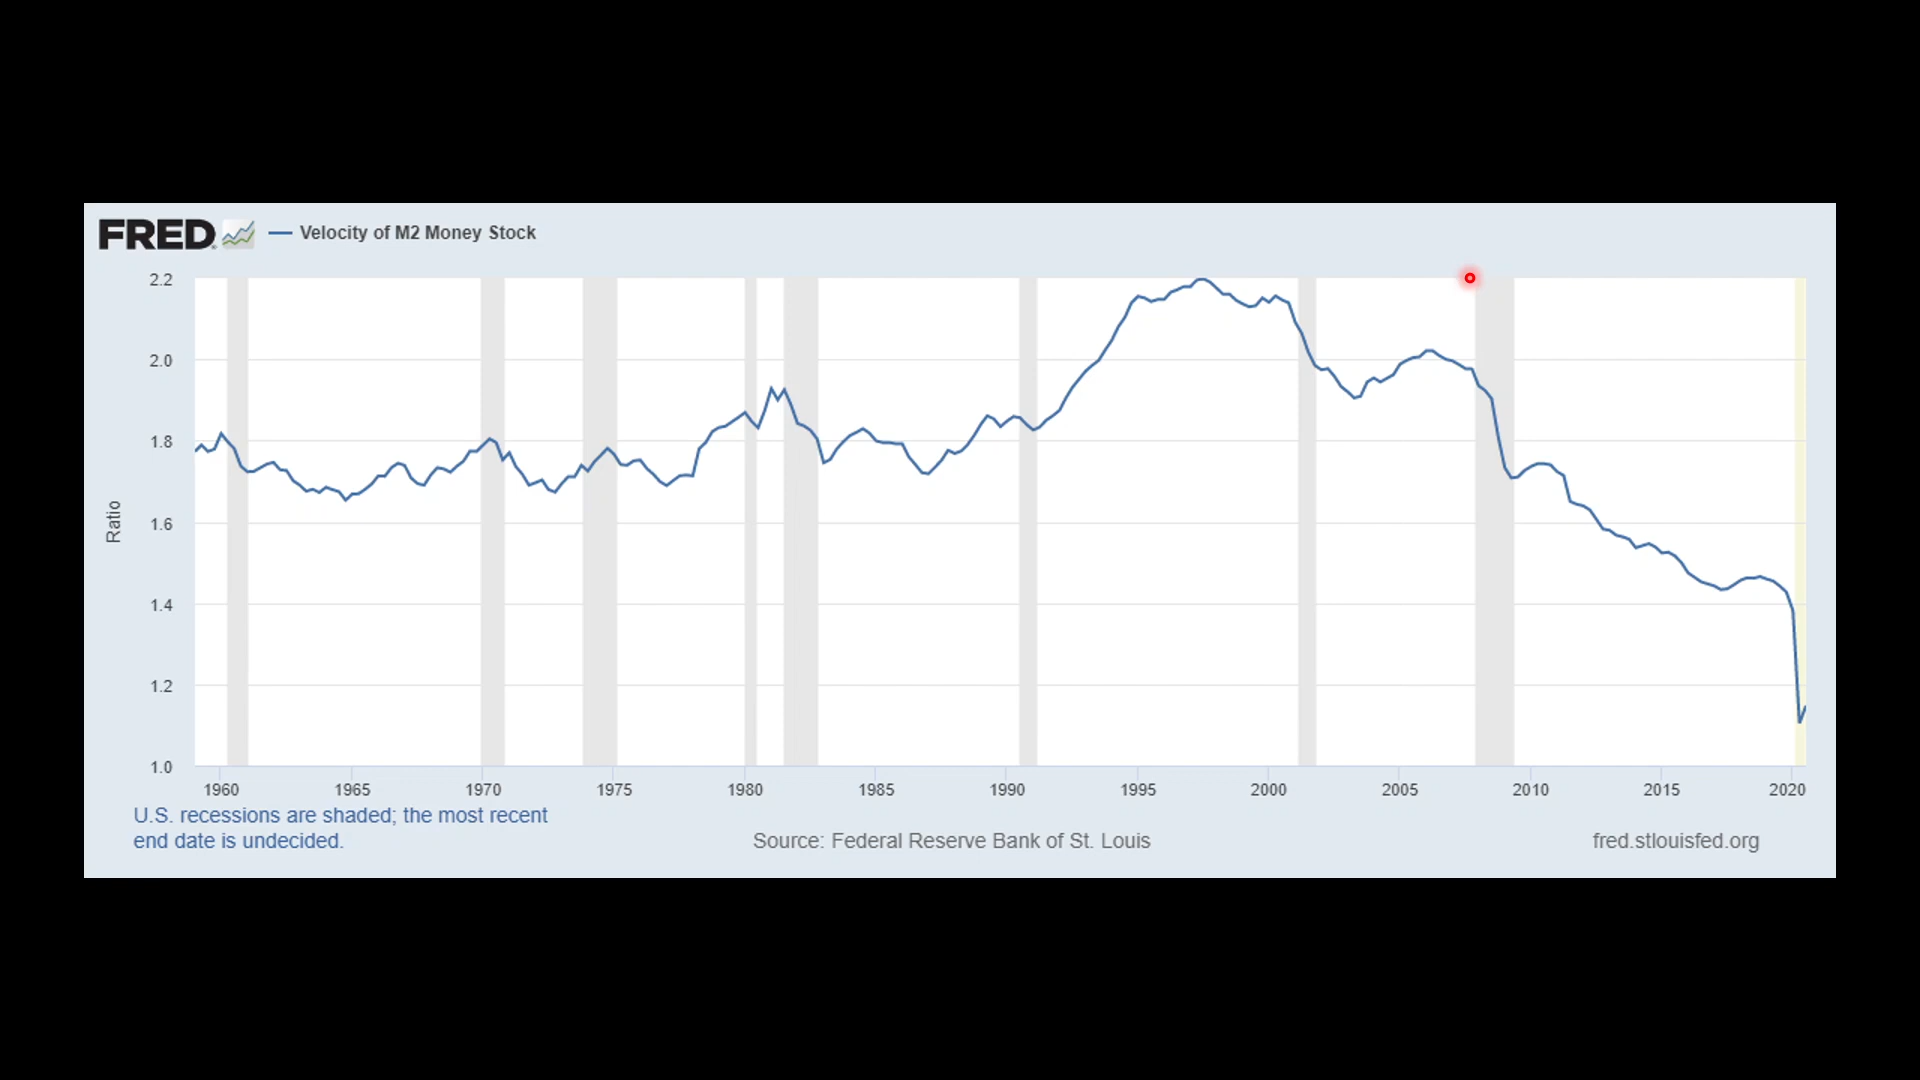 FRED
Velocity of M2 Money Stock
2.2
2.0
1.8
1.6
1.4
1.2
1.0
Ratio
1960 1965 1970 1975 1980 1985 1990 1995 2000 2005 2010 2015 2020
U.S. recessions are shaded; the most recent
end date is undecided.
Source: Federal Reserve Bank of St. Louis
fred.stlouisfed.org